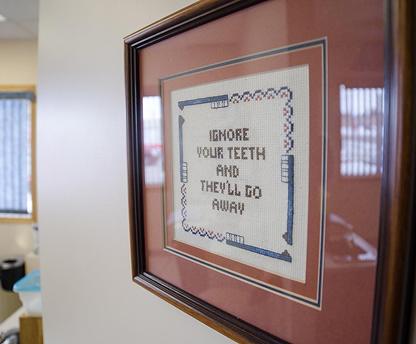 IGNORE
YOUR TEETH
AND
THEY'LL GO
AWAY